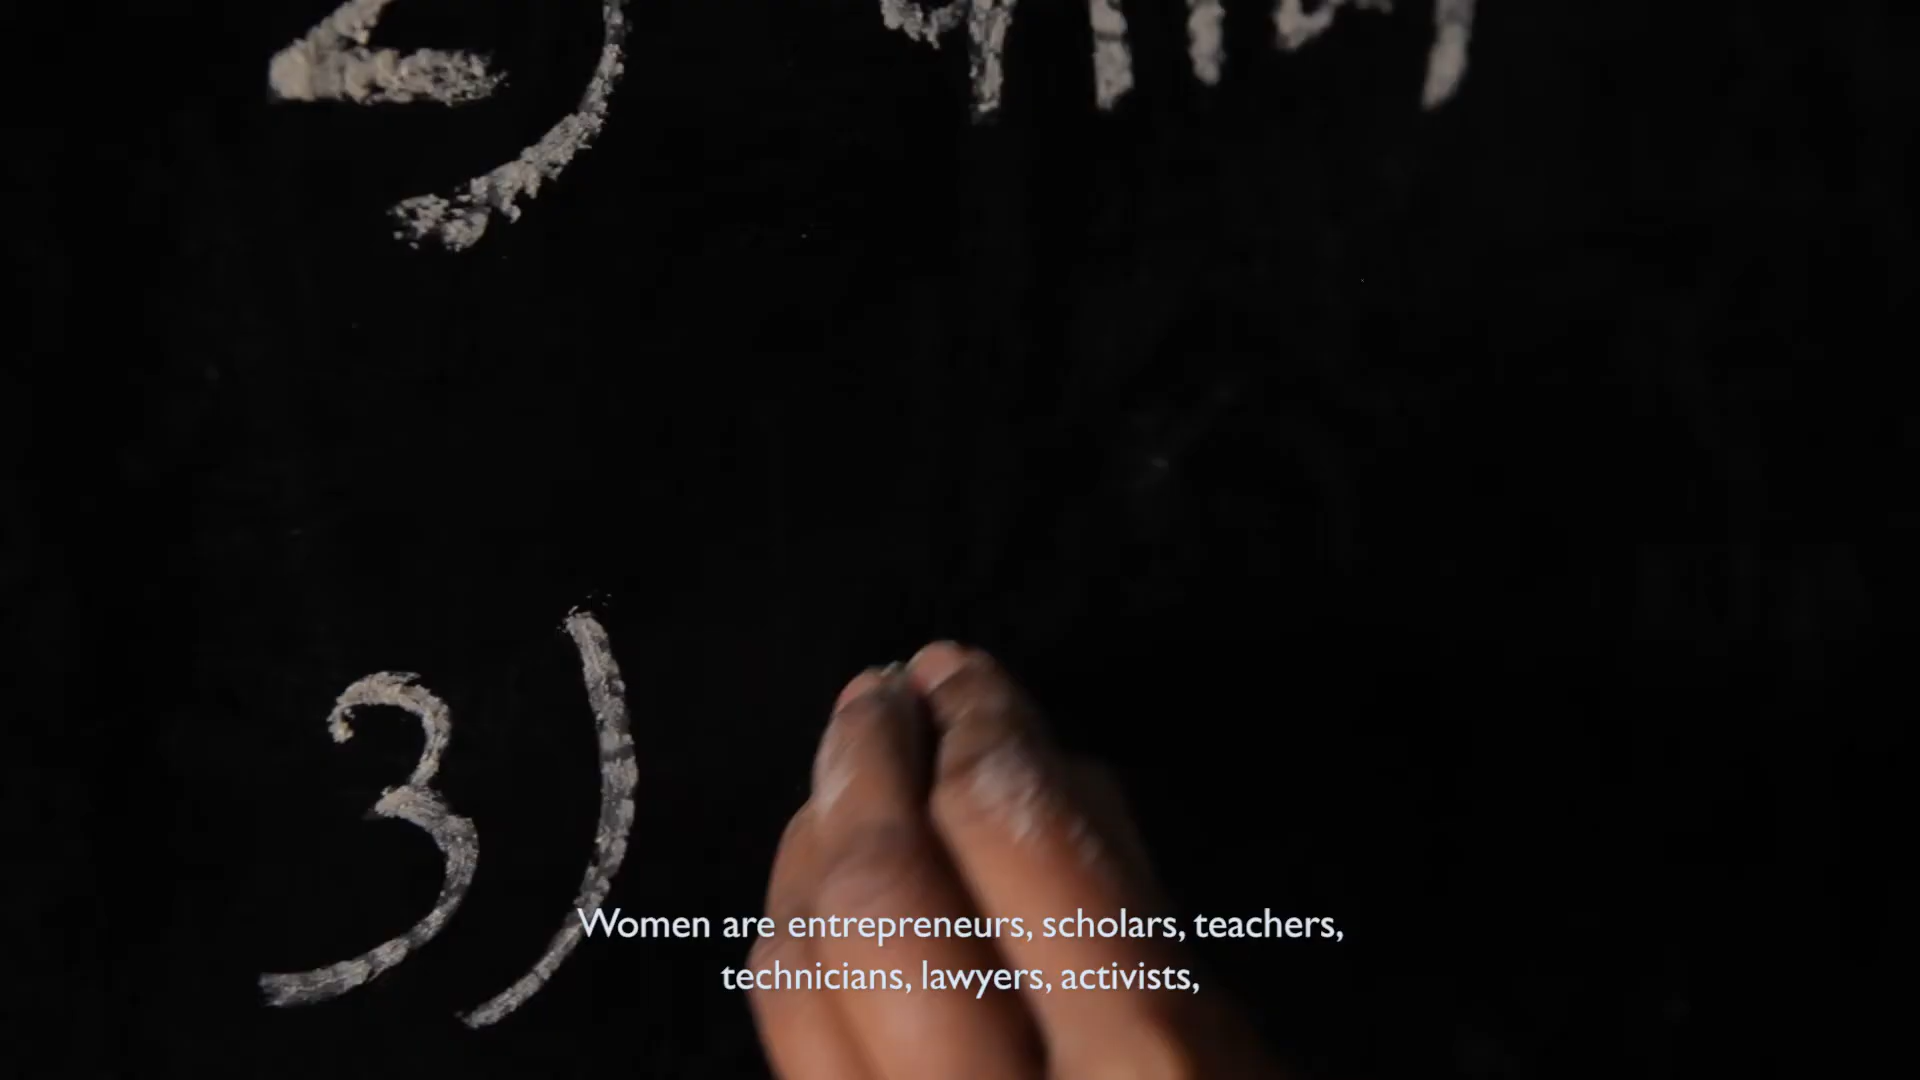 2)
3)
Women are entrepreneurs, scholars, teachers,
technicians, lawyers, activists,